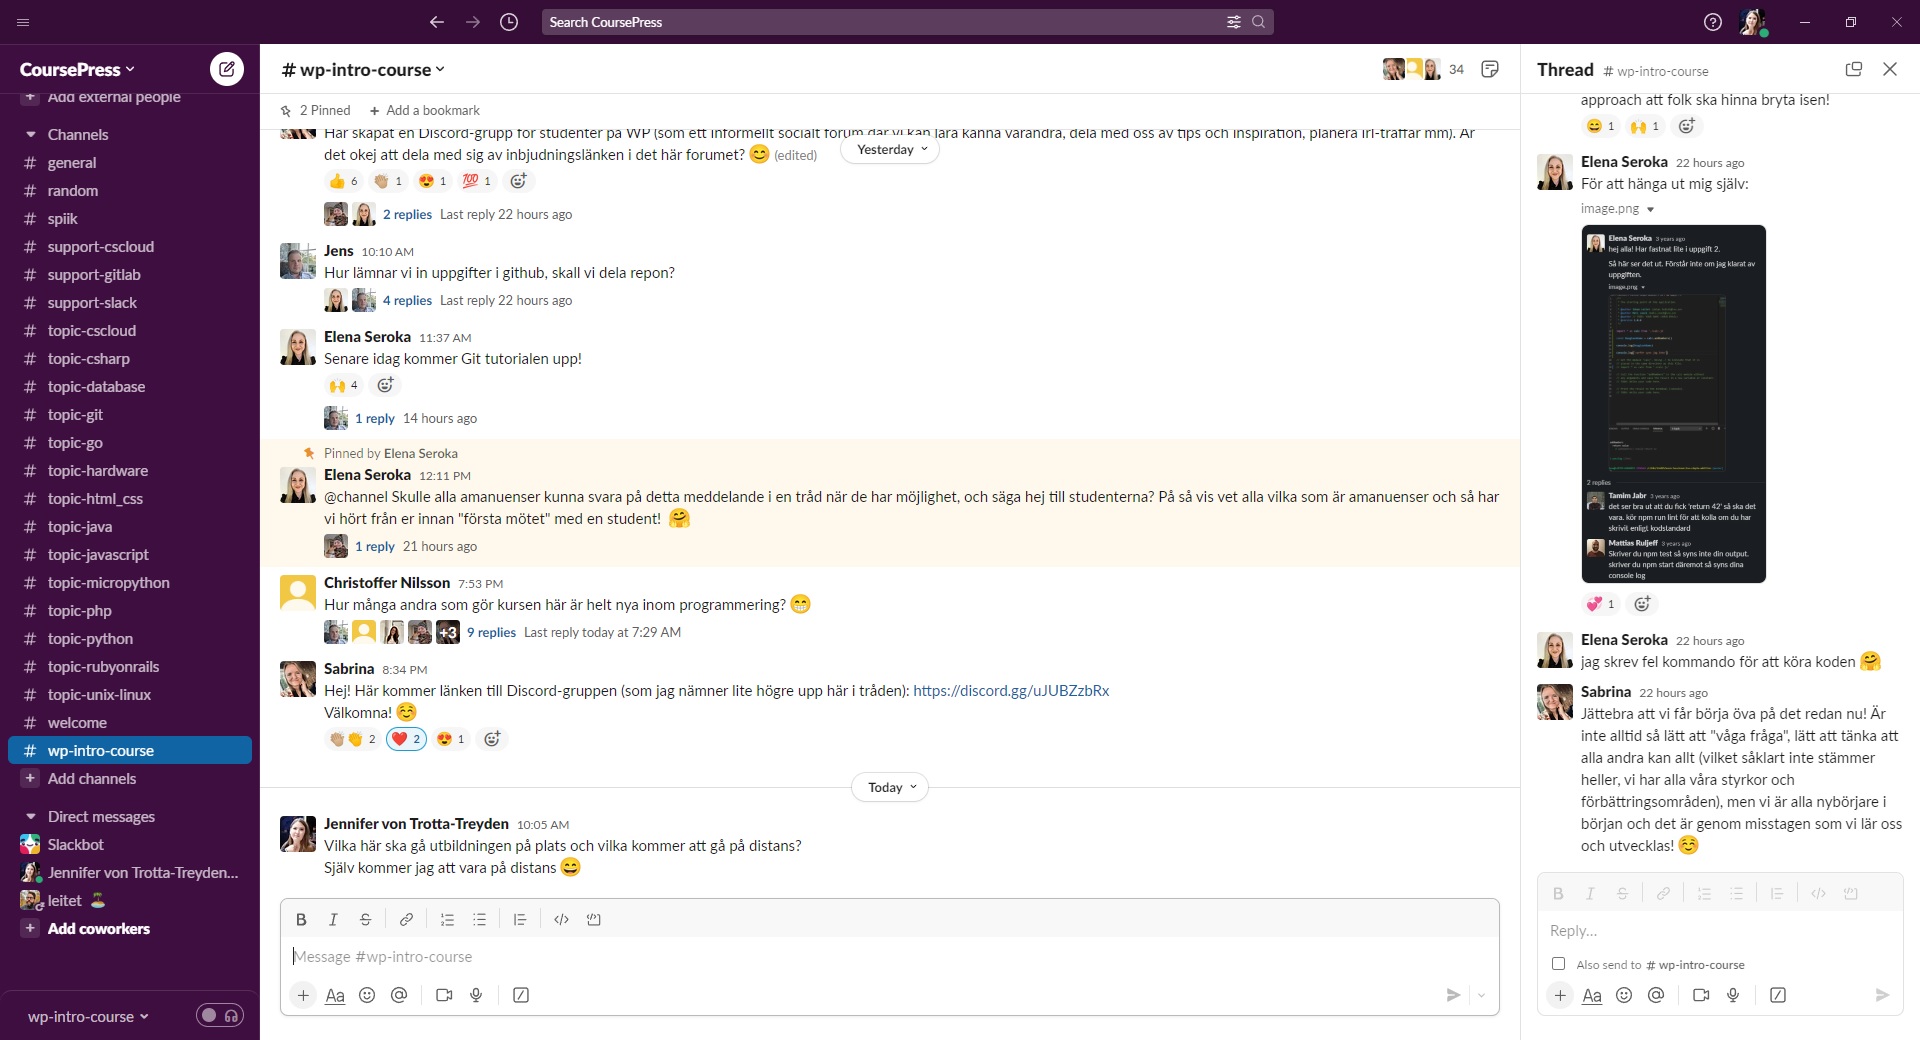 Search CoursePress
CoursePress
Add external people
Channels
# general
# random
# spiik
# support-cscloud
# support-gitlab
# support-slack
# topic-cscloud
# topic-csharp
# topic-database
# topic-git
# topic-go
# topic-hardware
# topic-html_css
# topic-java
# topic-javascript
# topic-micropython
# topic-php
# topic-python
# topic-rubyonrails
# topic-unix-linux
# welcome
# wp-intro-course
+ Add channels
Direct messages
Slackbot
Jennifer von Trotta-Treyden...
leitet 🏝️
+ Add coworkers
wp-intro-course
# wp-intro-course
34
2 Pinned + Add a bookmark
Har skapat en Discord-grupp för studenter på WP (som ett informellt socialt forum där vi kan lära känna varandra, dela med oss av tips och inspiration, planera irl-träffar mm). Är
det okej att dela med sig av inbjudningslänken i det här forumet? 😊 (edited)
Yesterday
👍 6 👏🏼 1 😍 1 💯 1
2 replies Last reply 22 hours ago
Jens 10:10 AM
Hur lämnar vi in uppgifter i github, skall vi dela repon?
4 replies Last reply 22 hours ago
Elena Seroka 11:37 AM
Senare idag kommer Git tutorialen upp!
🙌 4
1 reply 14 hours ago
Pinned by Elena Seroka
Elena Seroka 12:11 PM
@channel Skulle alla amanuenser kunna svara på detta meddelande i en tråd när de har möjlighet, och säga hej till studenterna? På så vis vet alla vilka som är amanuenser och så har
vi hört från er innan "första mötet" med en student! 🤗
1 reply 21 hours ago
Christoffer Nilsson 7:53 PM
Hur många andra som gör kursen här är helt nya inom programmering? 😁
+3 9 replies Last reply today at 7:29 AM
Sabrina 8:34 PM
Hej! Här kommer länken till Discord-gruppen (som jag nämner lite högre upp här i tråden): https://discord.gg/uJUBZzbRx
Välkomna! ☺️
👏🏼👏 2 ❤️ 2 😍 1
Today
Jennifer von Trotta-Treyden 10:05 AM
Vilka här ska gå utbildningen på plats och vilka kommer att gå på distans?
Själv kommer jag att vara på distans 😄
Message #wp-intro-course
Aa
Thread # wp-intro-course
approach att folk ska hinna bryta isen!
😄 1 🙌 1
Elena Seroka 22 hours ago
För att hänga ut mig själv:
image.png
Elena Seroka 3 years ago
hej alla! Har fastnat lite i uppgift 2.
Så här ser det ut. Förstår inte om jag klarat av
uppgiften.
image.png
2 replies
Tamim Jabr 3 years ago
det ser bra ut att du fick 'return 42' så ska det
vara. kör npm run lint för att kolla om du har
skrivit enligt kodstandard
Mattias Ruljeff 3 years ago
Skriver du npm test så syns inte din output.
skriver du npm start däremot så syns dina
console log
💞 1
Elena Seroka 22 hours ago
jag skrev fel kommando för att köra koden 🤗
Sabrina 22 hours ago
Jättebra att vi får börja öva på det redan nu! Är
inte alltid så lätt att "våga fråga", lätt att tänka att
alla andra kan allt (vilket såklart inte stämmer
heller, vi har alla våra styrkor och
förbättringsområden), men vi är alla nybörjare i
början och det är genom misstagen som vi lär oss
och utvecklas! ☺️
Reply...
Also send to # wp-intro-course
Aa